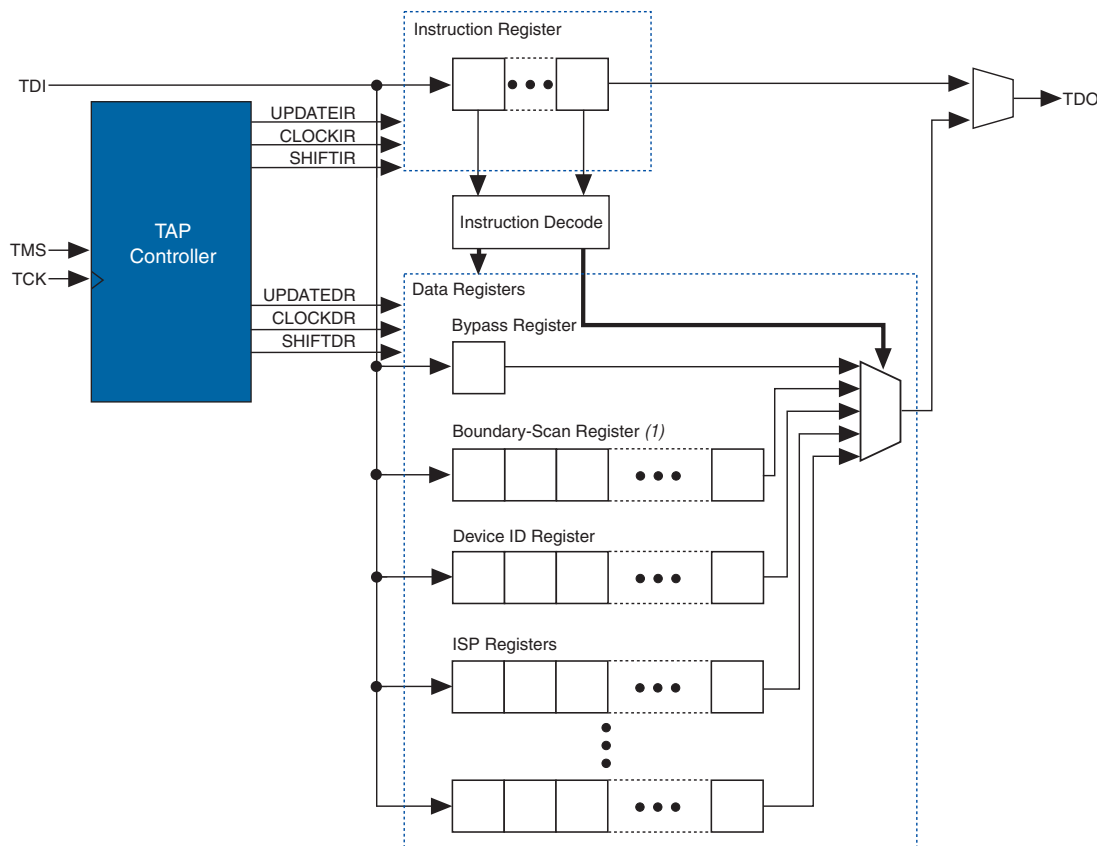 Instruction Register
TDI
TDO
UPDATEIR
CLOCKIR
SHIFTIR
TAP
Controller
Instruction Decode
TMS
TCK
Data Registers
UPDATEDR
CLOCKDR
SHIFTDR
Bypass Register
Boundary-Scan Register (1)
Device ID Register
ISP Registers